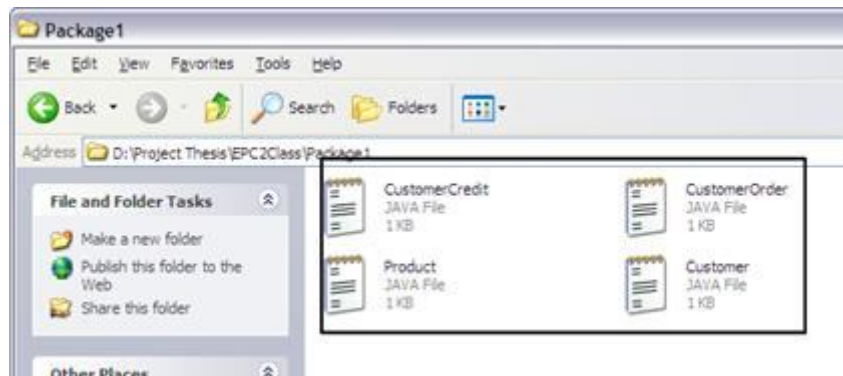 Package1
File Edit View Favorites Tools Help
Back Search Folders
Address D:\Project Thesis\EPC2Class\Package1
File and Folder Tasks
Make a new folder
Publish this folder to the
Web
Share this folder
Other Places
CustomerCredit
JAVA File
1 KB
CustomerOrder
JAVA File
1 KB
Product
JAVA File
1 KB
Customer
JAVA File
1 KB